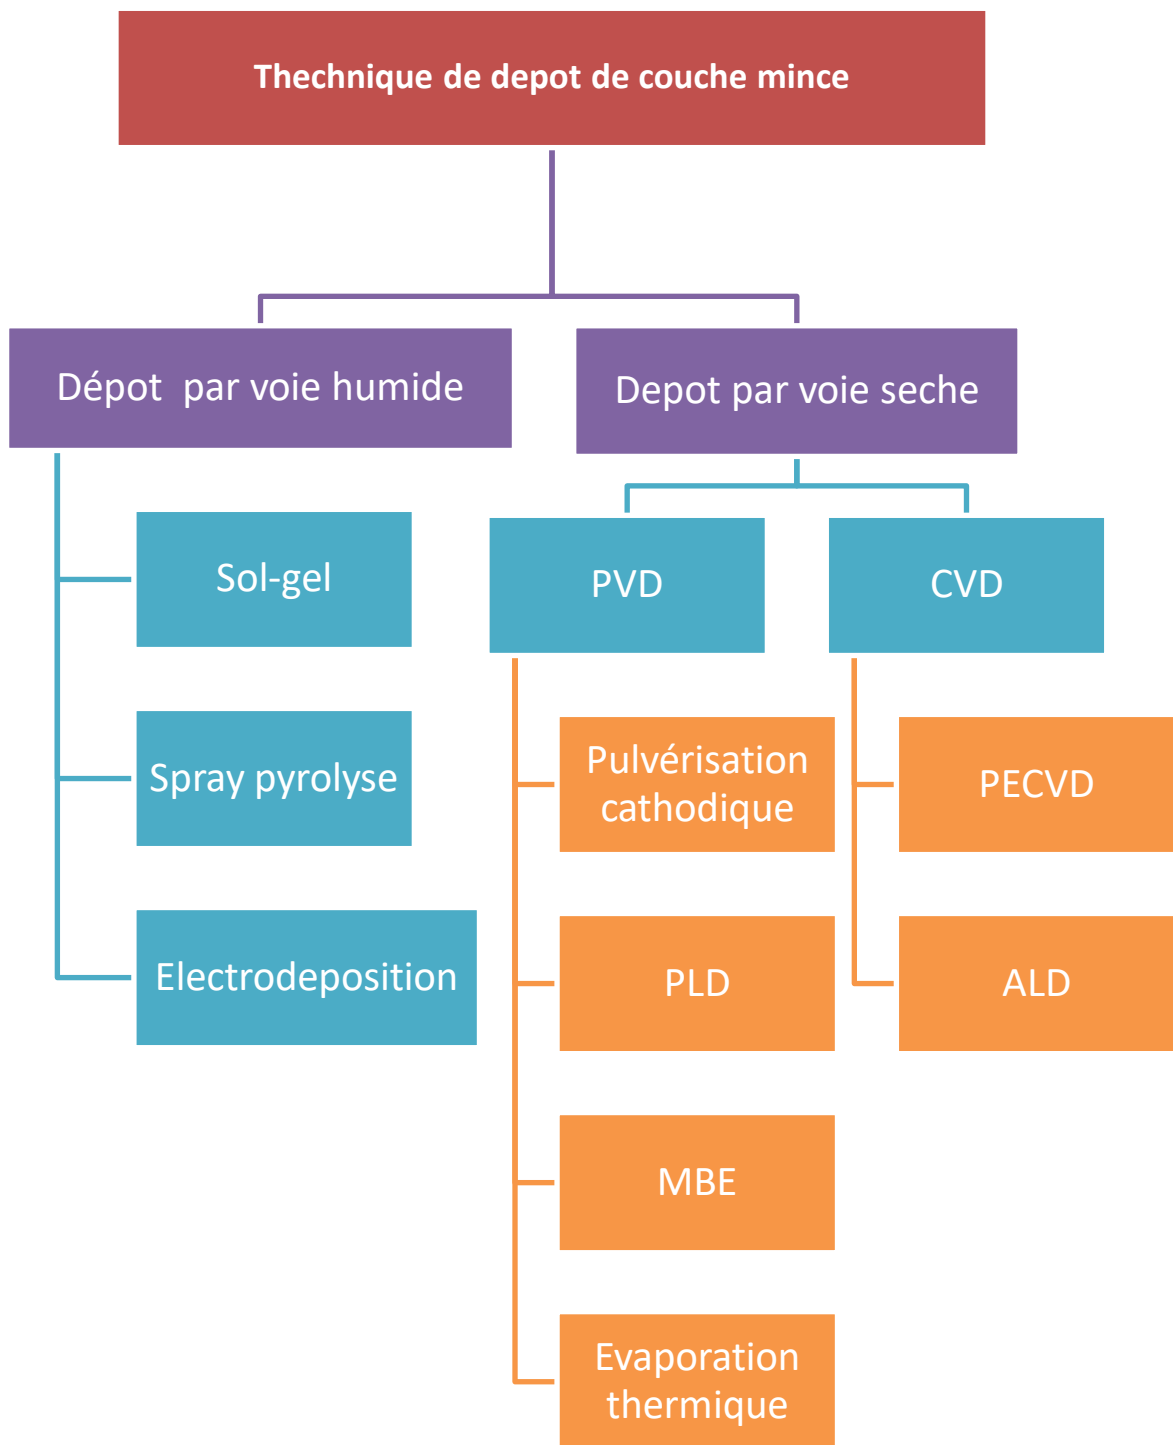 Thechnique de depot de couche mince
Dépot  par voie humide
Depot par voie seche
Sol-gel
Spray pyrolyse
Electrodeposition
PVD
Pulvérisation
cathodique
PLD
MBE
Evaporation
thermique
CVD
PECVD
ALD